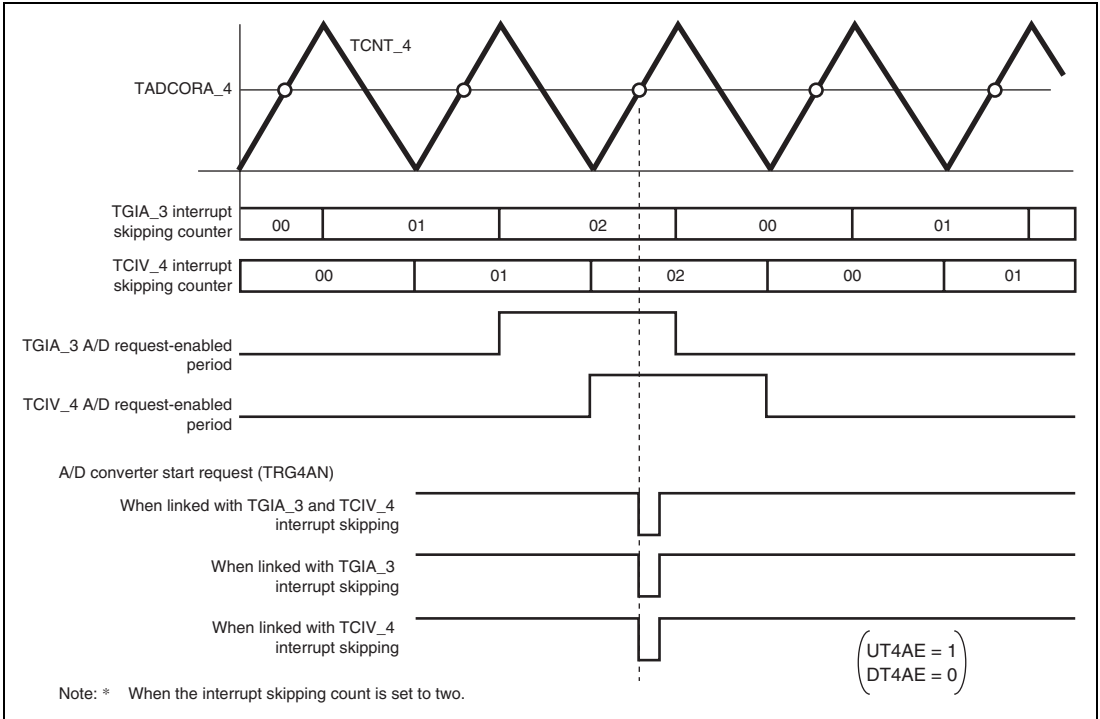 TCNT_4
TADCORA_4
TGIA_3 interrupt
skipping counter
00
01
02
00
01
TCIV_4 interrupt
skipping counter
00
01
02
00
01
TGIA_3 A/D request-enabled
period
TCIV_4 A/D request-enabled
period
A/D converter start request (TRG4AN)
When linked with TGIA_3 and TCIV_4
interrupt skipping
When linked with TGIA_3
interrupt skipping
When linked with TCIV_4
interrupt skipping
UT4AE = 1
DT4AE = 0
Note: * When the interrupt skipping count is set to two.